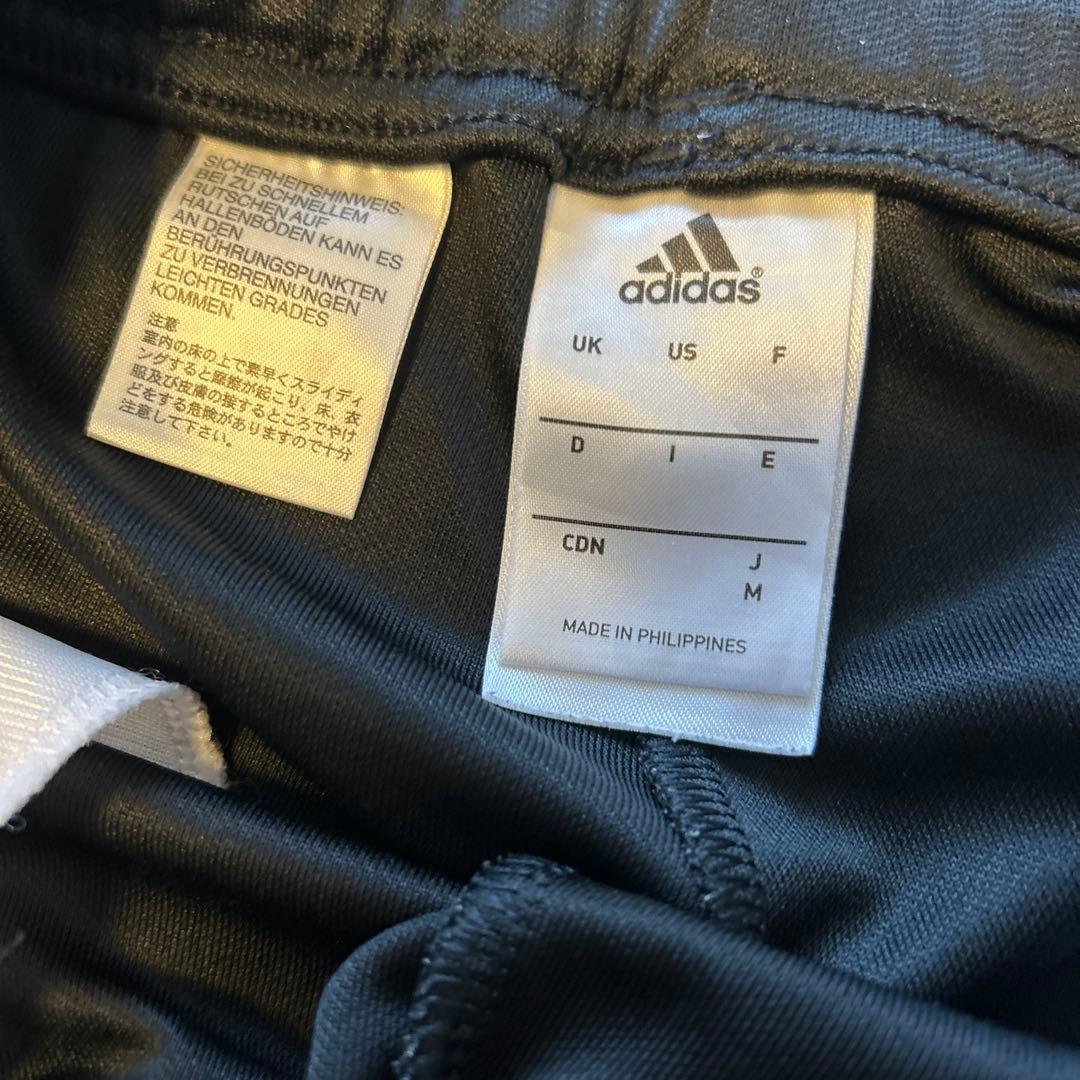 SICHERHEITSHINWEIS:
BEI ZU SCHNELLEM
RUTSCHEN AUF
HALLENBÖDEN KANN ES
AN DEN
BERÜHRUNGSPUNKTEN
ZU VERBRENNUNGEN
LEICHTEN GRADES
KOMMEN.
注意
室内の床の上で要早くスライディ
ングすると摩擦が起こり、床、衣
服及び皮膚の接するところでやけ
どをする危険がありますので十分
注意して下さい。
adidas®
UK US F
D I E
CDN J
M
MADE IN PHILIPPINES